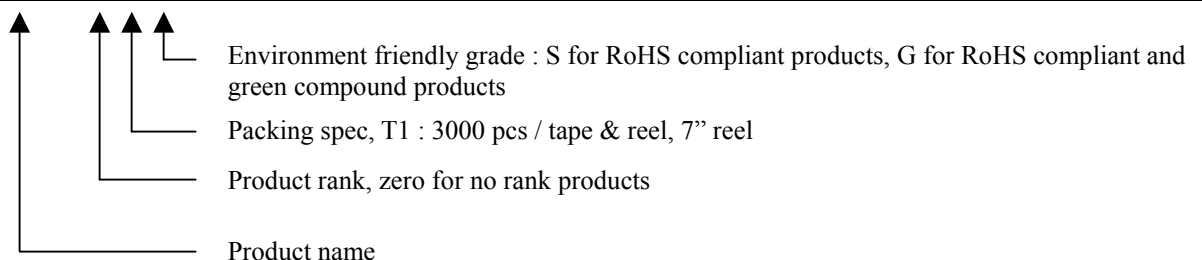 Environment friendly grade : S for RoHS compliant products, G for RoHS compliant and
green compound products
Packing spec, T1 : 3000 pcs / tape & reel, 7” reel
Product rank, zero for no rank products
Product name